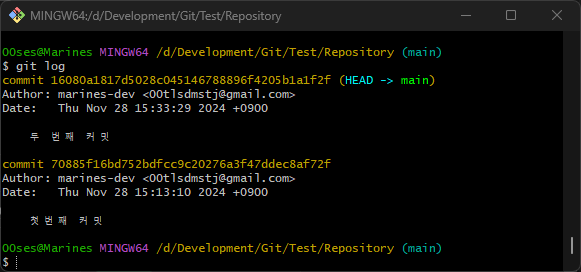 MINGW64:/d/Development/Git/Test/Repository
00ses@Marines MINGW64 /d/Development/Git/Test/Repository (main)
$ git log
commit 16080a1817d5028c045146788896f4205b1a1f2f (HEAD -> main)
Author: marines-dev <00tlsdmstj@gmail.com>
Date:   Thu Nov 28 15:33:29 2024 +0900
두 번째 커밋
commit 70885f16bd752bdfcc9c20276a3f47ddec8af72f
Author: marines-dev <00tlsdmstj@gmail.com>
Date:   Thu Nov 28 15:13:10 2024 +0900
첫번째 커밋
00ses@Marines MINGW64 /d/Development/Git/Test/Repository (main)
$